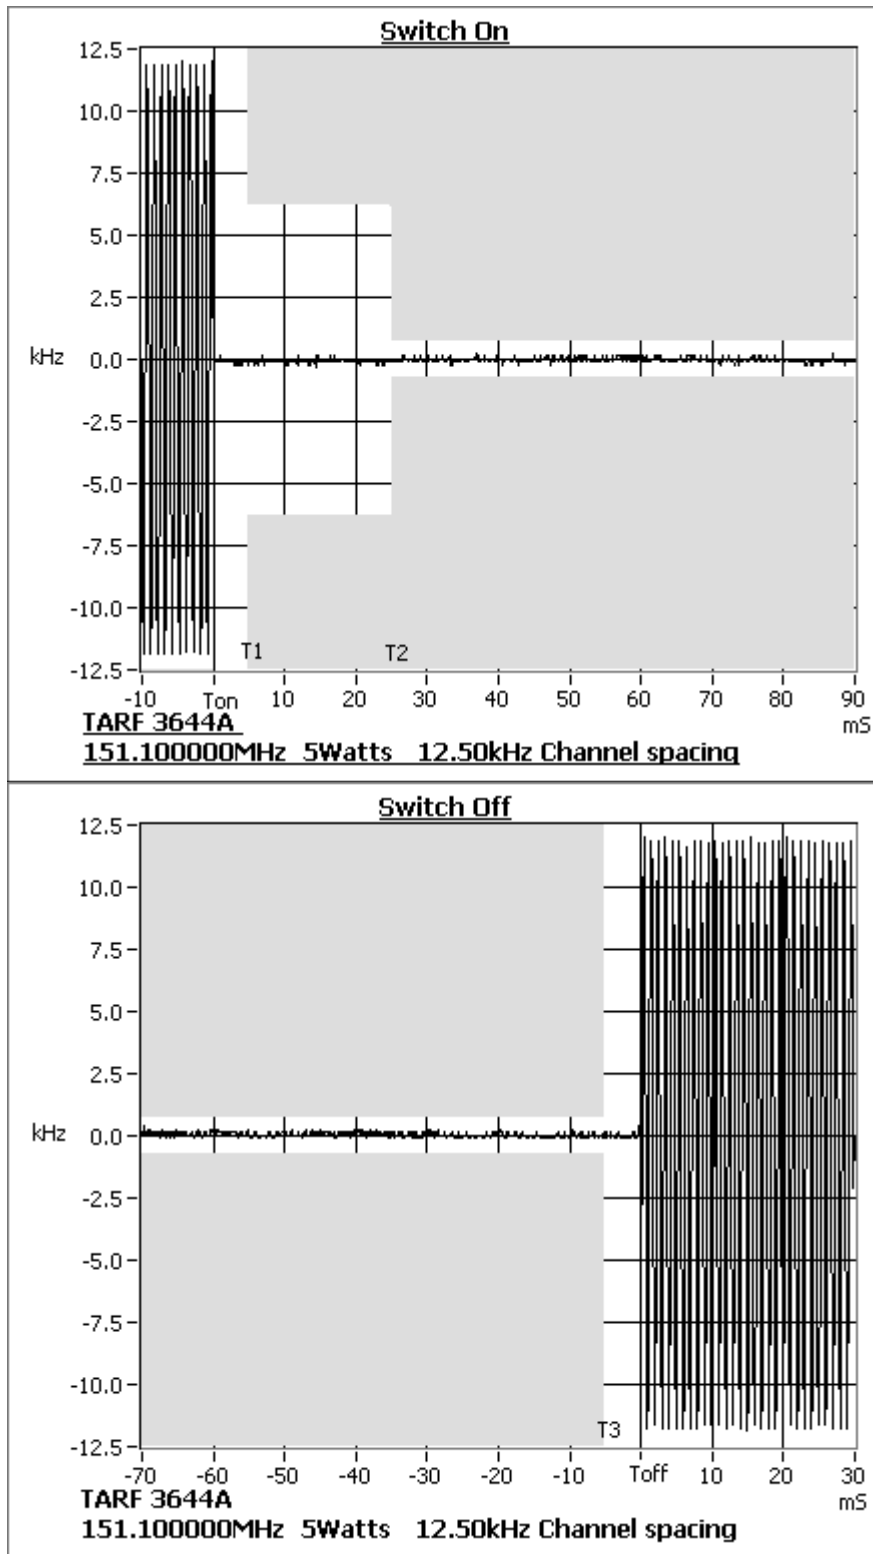 Switch On
12.5
10.0
7.5
5.0
2.5
kHz 0.0
-2.5
-5.0
-7.5
-10.0
-12.5
T1 T2
-10 Ton 10 20 30 40 50 60 70 80 90
mS
TARF 3644A
151.100000MHz 5Watts 12.50kHz Channel spacing
Switch Off
12.5
10.0
7.5
5.0
2.5
kHz 0.0
-2.5
-5.0
-7.5
-10.0
-12.5
T3
-70 -60 -50 -40 -30 -20 -10 Toff 10 20 30
mS
TARF 3644A
151.100000MHz 5Watts 12.50kHz Channel spacing